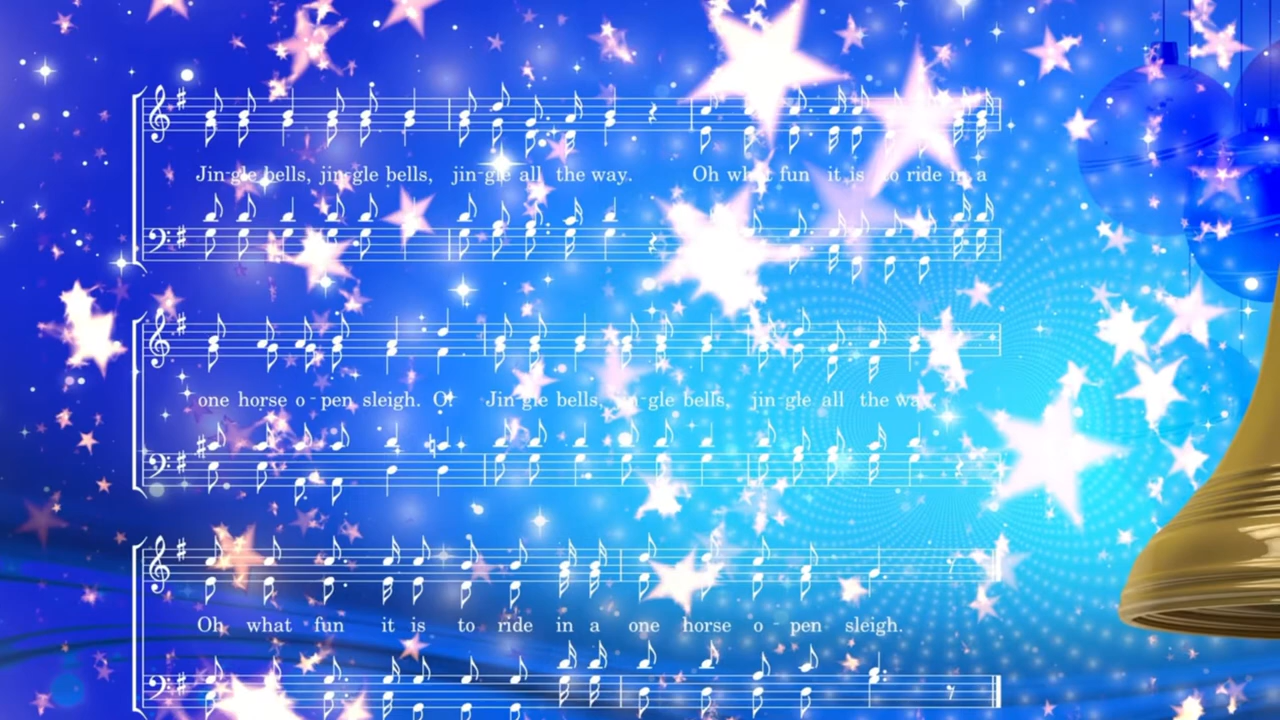 Jin-gle bells, jin-gle bells, jin-gle all the way. Oh what fun it is to ride in a
one horse o - pen sleigh. O! Jin-gle bells, jin-gle bells, jin-gle all the way.
Oh what fun it is to ride in a one horse o - pen sleigh.